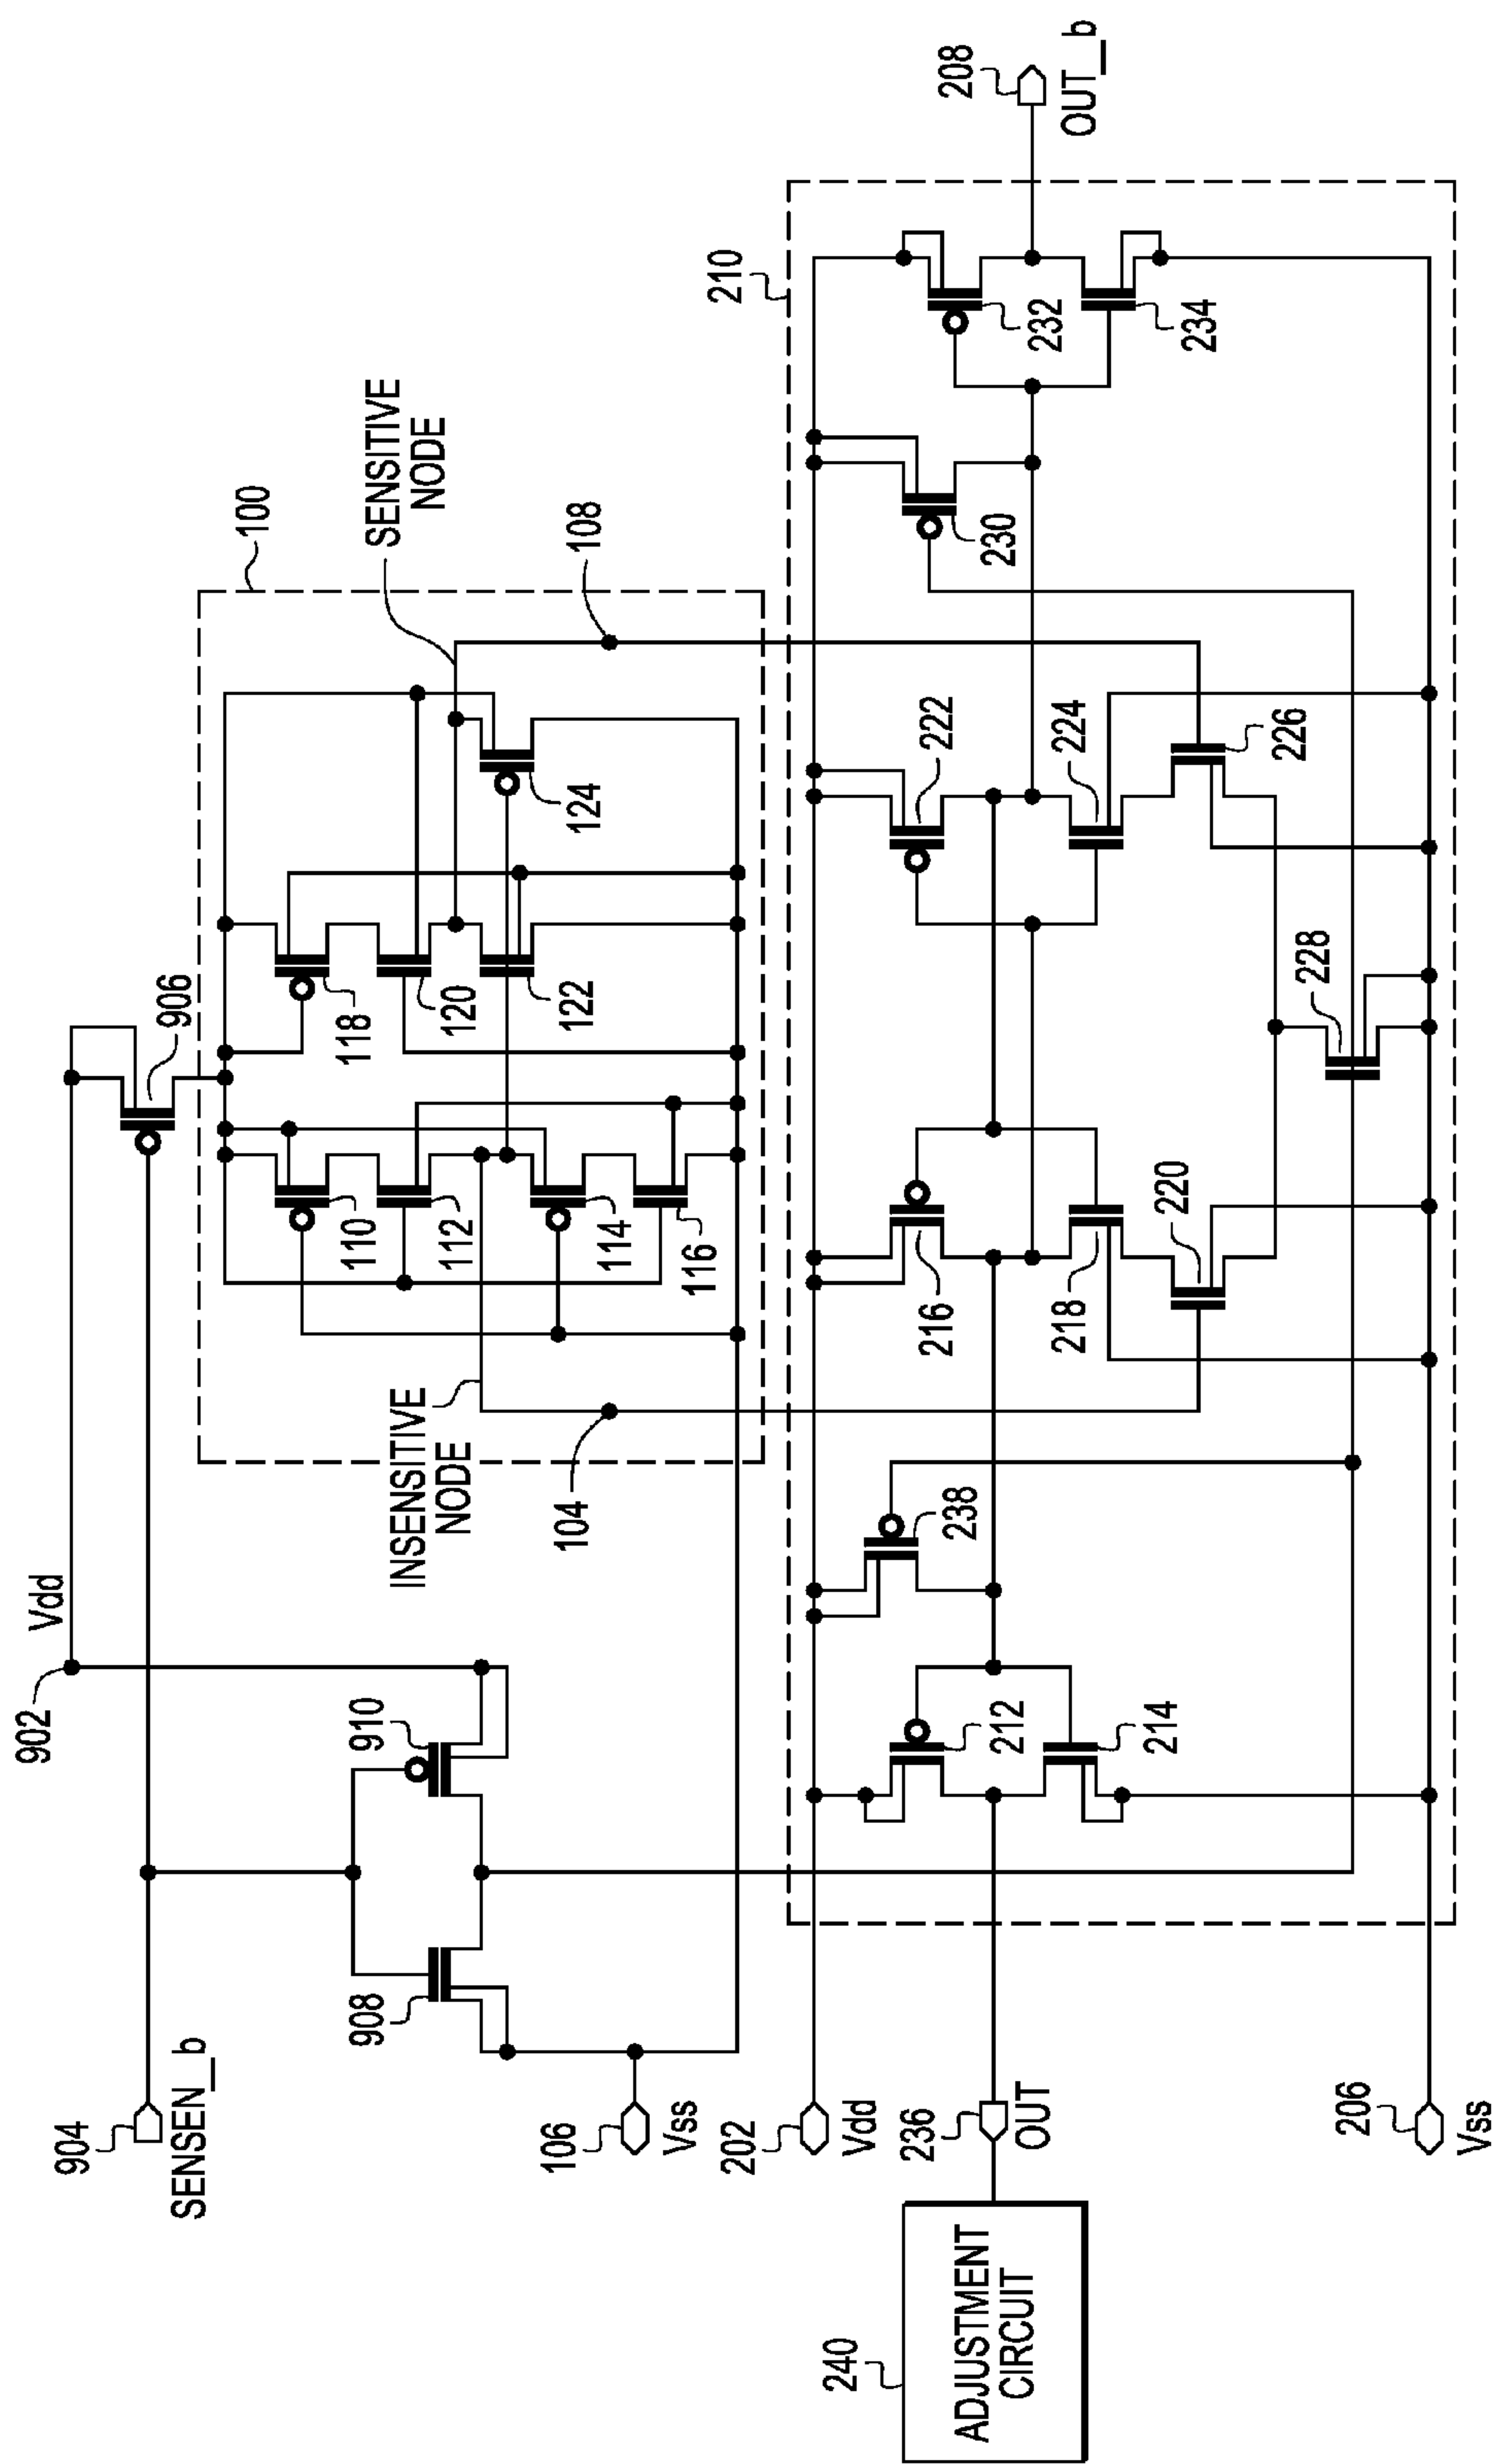 902
Vdd
904
SENSEN_b
906
908
910
100
SENSITIVE
NODE
INSENSITIVE
NODE
110
112
114
116
118
120
122
124
104
108
106
Vss
202
Vdd
210
208
OUT_b
212
214
238
216
218
220
222
224
226
228
230
232
234
236
OUT
240
ADJUSTMENT
CIRCUIT
206
Vss